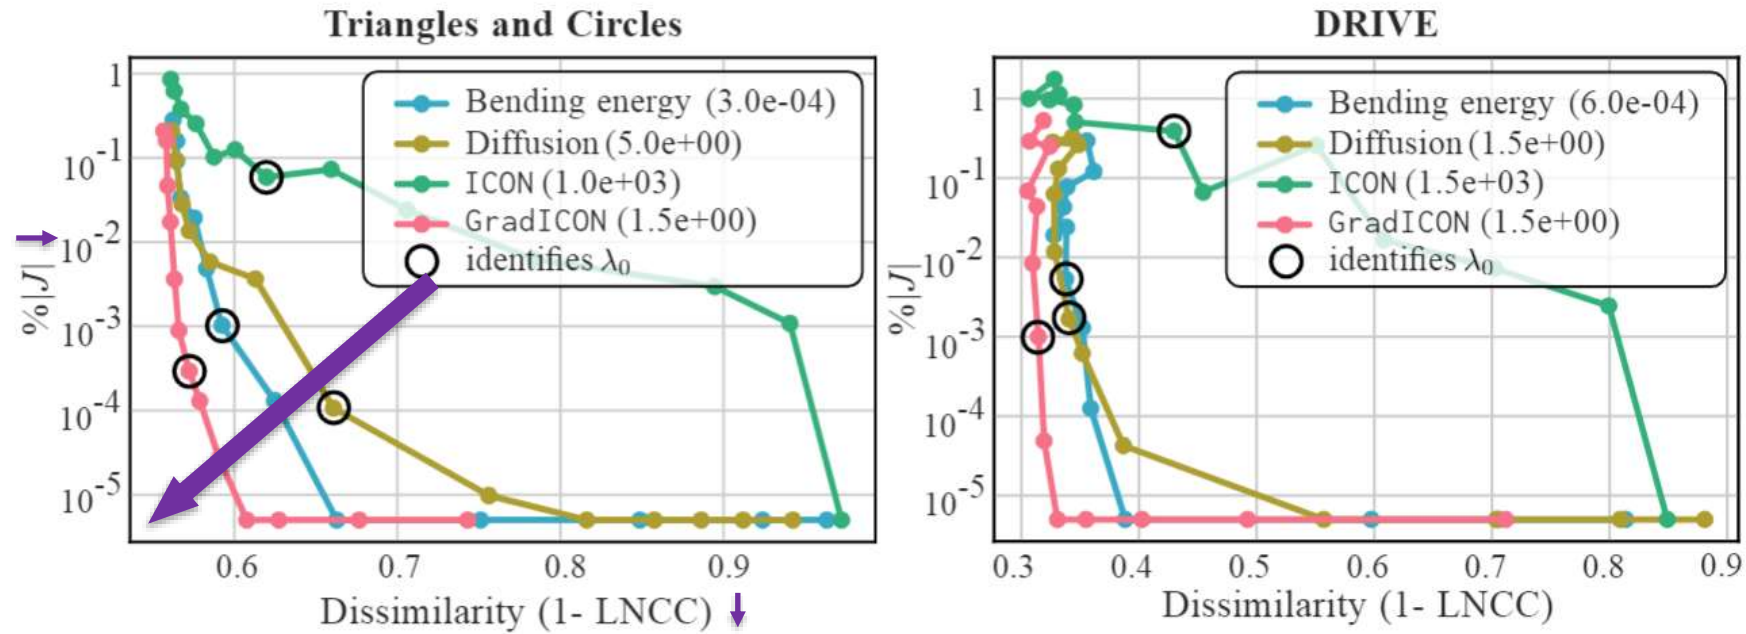 Triangles and Circles
%|J|
1
10^-1
10^-2
10^-3
10^-4
10^-5
Bending energy (3.0e-04)
Diffusion (5.0e+00)
ICON (1.0e+03)
GradICON (1.5e+00)
identifies λ₀
0.6 0.7 0.8 0.9
Dissimilarity (1- LNCC)
DRIVE
%|J|
1
10^-1
10^-2
10^-3
10^-4
10^-5
Bending energy (6.0e-04)
Diffusion (1.5e+00)
ICON (1.5e+03)
GradICON (1.5e+00)
identifies λ₀
0.3 0.4 0.5 0.6 0.7 0.8 0.9
Dissimilarity (1- LNCC)